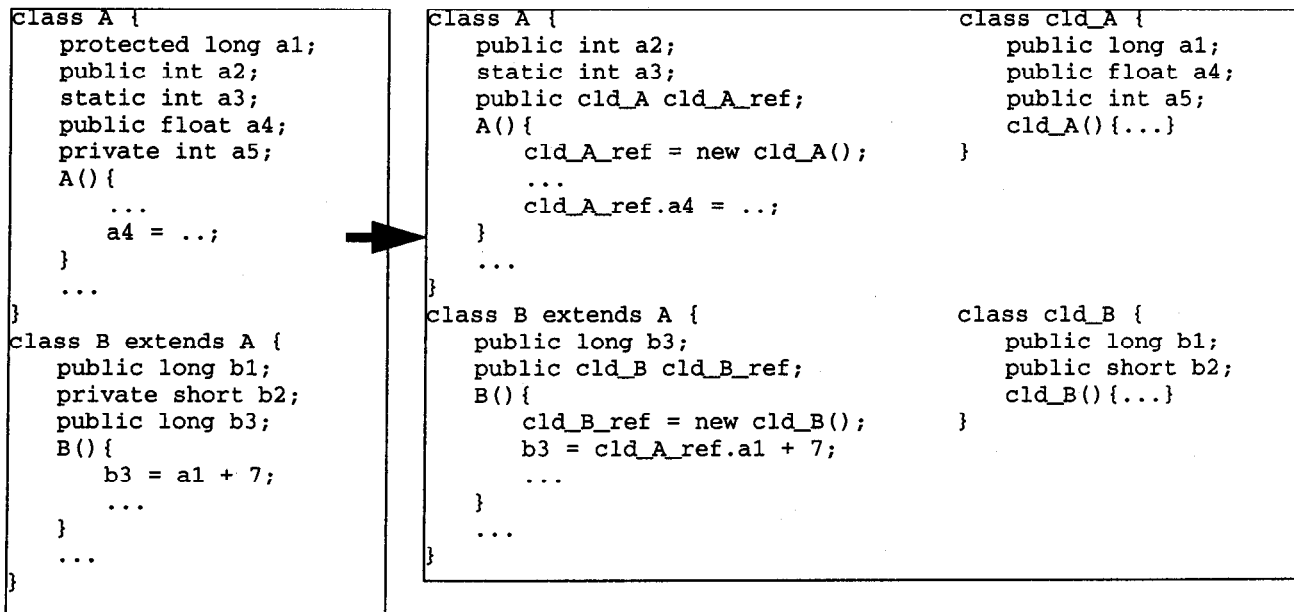 class A {
protected long a1;
public int a2;
static int a3;
public float a4;
private int a5;
A(){
...
a4 = ..;
}
...
}
class B extends A {
public long b1;
private short b2;
public long b3;
B(){
b3 = a1 + 7;
...
}
...
}
class A {
public int a2;
static int a3;
public cld_A cld_A_ref;
A(){
cld_A_ref = new cld_A();
...
cld_A_ref.a4 = ..;
}
...
}
class B extends A {
public long b3;
public cld_B cld_B_ref;
B(){
cld_B_ref = new cld_B();
b3 = cld_A_ref.a1 + 7;
...
}
...
}
class cld_A {
public long a1;
public float a4;
public int a5;
cld_A(){...}
}
class cld_B {
public long b1;
public short b2;
cld_B(){...}
}